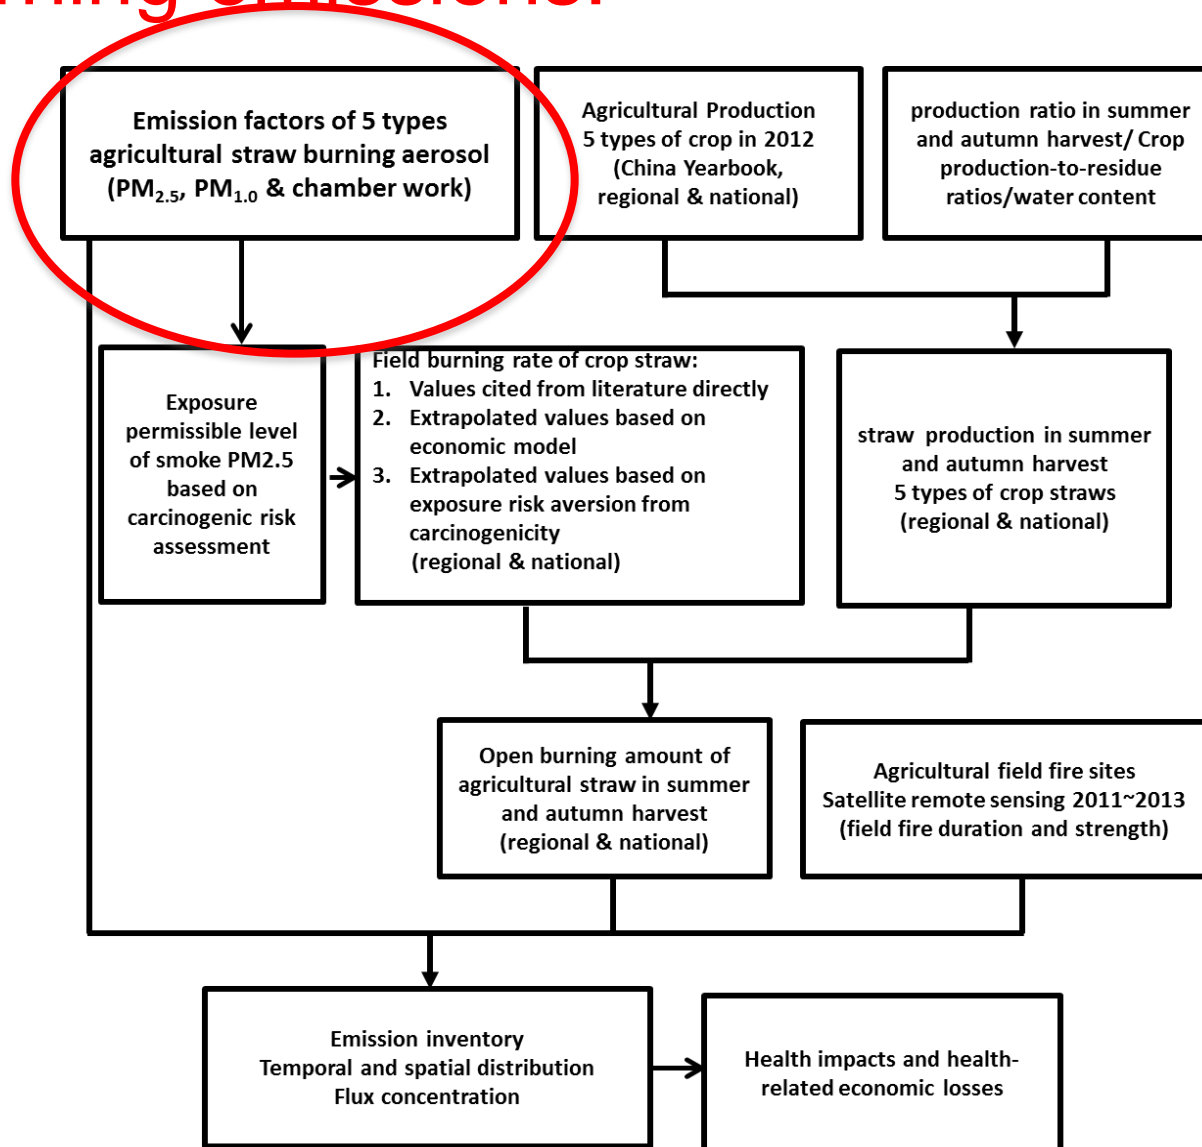 Emission factors of 5 types
agricultural straw burning aerosol
(PM2.5, PM1.0 & chamber work)
Agricultural Production
5 types of crop in 2012
(China Yearbook,
regional & national)
production ratio in summer
and autumn harvest/ Crop
production-to-residue
ratios/water content
Exposure
permissible level
of smoke PM2.5
based on
carcinogenic risk
assessment
Field burning rate of crop straw:
1. Values cited from literature directly
2. Extrapolated values based on
economic model
3. Extrapolated values based on
exposure risk aversion from
carcinogenicity
(regional & national)
straw production in summer
and autumn harvest
5 types of crop straws
(regional & national)
Open burning amount of
agricultural straw in summer
and autumn harvest
(regional & national)
Agricultural field fire sites
Satellite remote sensing 2011~2013
(field fire duration and strength)
Emission inventory
Temporal and spatial distribution
Flux concentration
Health impacts and health-
related economic losses